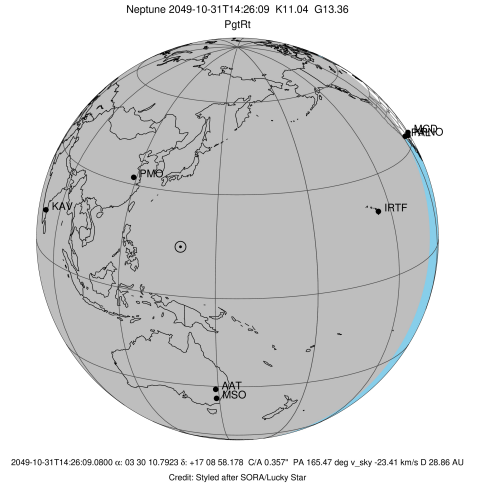 Neptune 2049-10-31T14:26:09 K11.04 G13.36
PgtRt
PMO
KAV
IRTF
AAT
MSO
2049-10-31T14:26:09.0800 α: 03 30 10.7923 δ: +17 08 58.178 C/A 0.357" PA 165.47 deg v_sky -23.41 km/s D 28.86 AU
Credit: Styled after SORA/Lucky Star